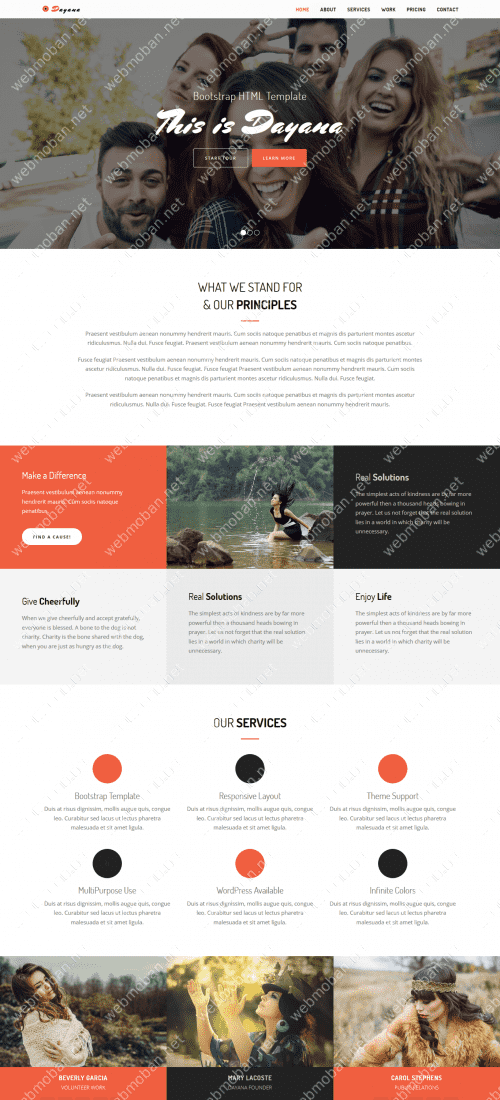 Dayana
HOME ABOUT SERVICES WORK PRICING CONTACT
Bootstrap HTML Template
This is Dayana
START TOUR LEARN MORE
WHAT WE STAND FOR
& OUR PRINCIPLES
Praesent vestibulum aenean nonummy hendrerit mauris. Cum sociis natoque penatibus et magnis dis parturient montes ascetur
ridiculusmus. Nulla dui. Fusce feugiat. Praesent vestibulum aenean nonummy hendrerit mauris. Cum sociis natoque penatibus.
Fusce feugiat Praesent vestibulum aenean nonummy hendrerit mauris. Cum sociis natoque penatibus et magnis dis parturient montes
ascetur ridiculusmus. Nulla dui. Fusce feugiat. Fusce feugiat Praesent vestibulum aenean nonummy hendrerit mauris. Cum sociis
natoque penatibus et magnis dis parturient montes ascetur ridiculusmus. Nulla dui. Fusce feugiat.
Praesent vestibulum aenean nonummy hendrerit mauris. Cum sociis natoque penatibus et magnis dis parturient montes ascetur
ridiculusmus. Nulla dui. Fusce feugiat Praesent vestibulum aenean nonummy hendrerit mauris.
Make a Difference
Praesent vestibulum aenean nonummy
hendrerit mauris. Cum sociis natoque
penatibus.
FIND A CAUSE!
Real Solutions
The simplest acts of kindness are by far more
powerful then a thousand heads bowing in
prayer. Let us not forget that the real solution
lies in a world in which charity will be
unnecessary.
Give Cheerfully
When we give cheerfully and accept gratefully,
everyone is blessed. A bone to the dog is not
charity. Charity is the bone shared with the dog,
when you are just as hungry as the dog.
Real Solutions
The simplest acts of kindness are by far more
powerful then a thousand heads bowing in
prayer. Let us not forget that the real solution
lies in a world in which charity will be
unnecessary.
Enjoy Life
The simplest acts of kindness are by far more
powerful then a thousand heads bowing in
prayer. Let us not forget that the real solution
lies in a world in which charity will be
unnecessary.
OUR SERVICES
Bootstrap Template
Duis at risus dignissim, mollis augue quis, congue
leo. Curabitur sed lacus ut lectus pharetra
malesuada et sit amet ligula.
Responsive Layout
Duis at risus dignissim, mollis augue quis, congue
leo. Curabitur sed lacus ut lectus pharetra
malesuada et sit amet ligula.
Theme Support
Duis at risus dignissim, mollis augue quis, congue
leo. Curabitur sed lacus ut lectus pharetra
malesuada et sit amet ligula.
MultiPurpose Use
Duis at risus dignissim, mollis augue quis, congue
leo. Curabitur sed lacus ut lectus pharetra
malesuada et sit amet ligula.
WordPress Available
Duis at risus dignissim, mollis augue quis, congue
leo. Curabitur sed lacus ut lectus pharetra
malesuada et sit amet ligula.
Infinite Colors
Duis at risus dignissim, mollis augue quis, congue
leo. Curabitur sed lacus ut lectus pharetra
malesuada et sit amet ligula.
BEVERLY GARCIA
VOLUNTEER WORK
MARY LACOSTE
DAYANA FOUNDER
CAROL STEPHENS
PUBLIC RELATIONS
webmoban.net